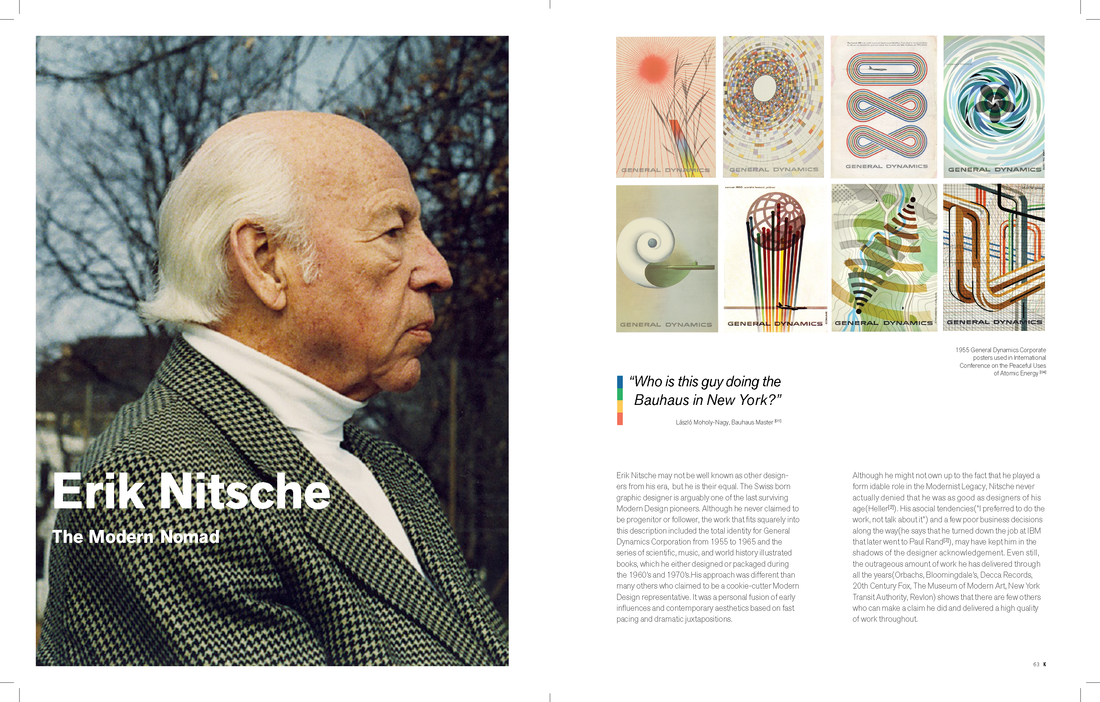 Erik Nitsche
The Modern Nomad
GENERAL DYNAMICS
GENERAL DYNAMICS
GENERAL DYNAMICS
GENERAL DYNAMICS
GENERAL DYNAMICS
GENERAL DYNAMICS
GENERAL DYNAMICS
GENERAL DYNAMICS
1955 General Dynamics Corporate
posters used in International
Conference on the Peaceful Uses
of Atomic Energy
“Who is this guy doing the
Bauhaus in New York?”
László Moholy-Nagy, Bauhaus Master
Erik Nitsche may not be well known as other design-
ers from his era, but he is their equal. The Swiss born
graphic designer is arguably one of the last surviving
Modern Design pioneers. Although he never claimed to
be progenitor or follower, the work that fits squarely into
this description included the total identity for General
Dynamics Corporation from 1955 to 1965 and the
series of scientific, music, and world history illustrated
books, which he either designed or packaged during
the 1960's and 1970's.His approach was different than
many others who claimed to be a cookie-cutter Modern
Design representative. It was a personal fusion of early
influences and contemporary aesthetics based on fast
pacing and dramatic juxtapositions.
Although he might not own up to the fact that he played a
form idable role in the Modernist Legacy, Nitsche never
actually denied that he was as good as designers of his
age(Heller[2]). His asocial tendencies("I preferred to do the
work, not talk about it") and a few poor business decisions
along the way(he says that he turned down the job at IBM
that later went to Paul Rand[3]), may have kept him in the
shadows of the designer acknowledgement. Even still,
the outrageous amount of work he has delivered through
all the years(Orbachs, Bloomingdale's, Decca Records,
20th Century Fox, The Museum of Modern Art, New York
Transit Authority, Revlon) shows that there are few others
who can make a claim he did and delivered a high quality
of work throughout.
63 K